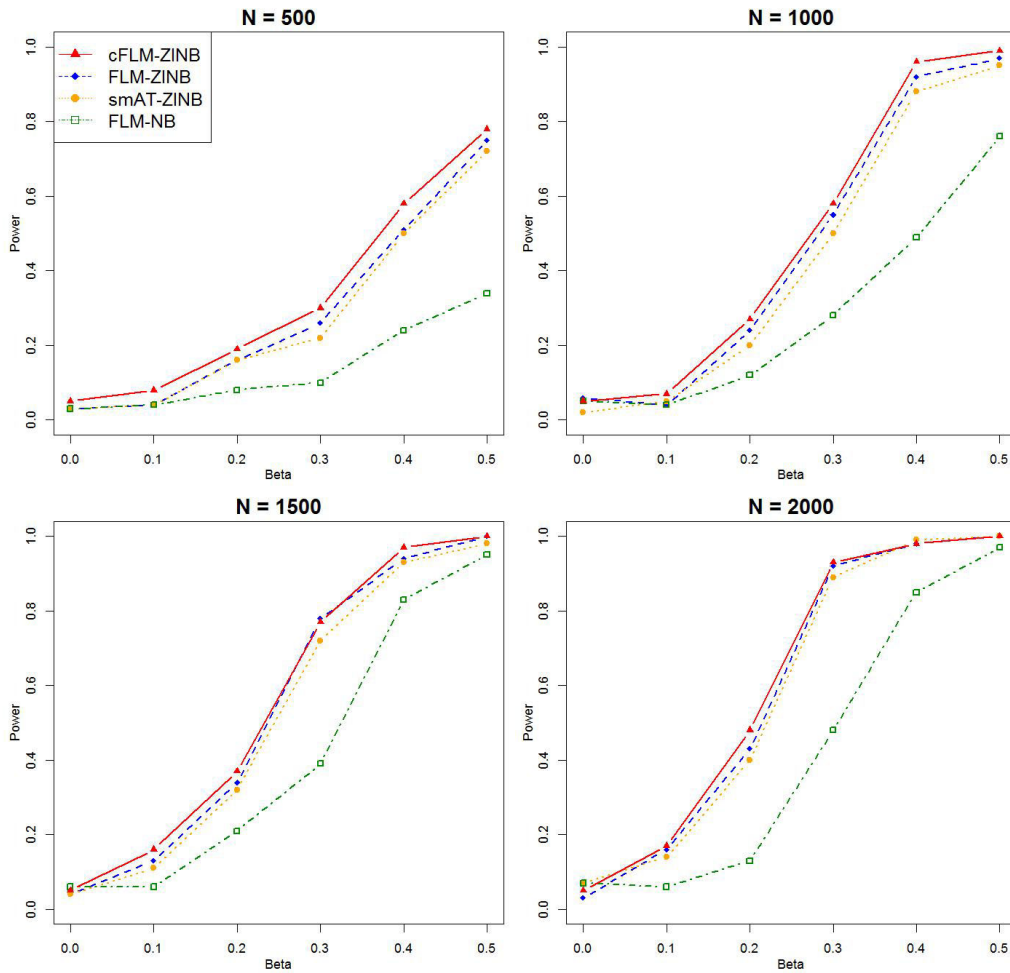 N = 500
cFLM-ZINB
FLM-ZINB
smAT-ZINB
FLM-NB
Power
0.0 0.2 0.4 0.6 0.8 1.0
0.0 0.1 0.2 0.3 0.4 0.5
Beta
N = 1000
Power
0.0 0.2 0.4 0.6 0.8 1.0
0.0 0.1 0.2 0.3 0.4 0.5
Beta
N = 1500
Power
0.0 0.2 0.4 0.6 0.8 1.0
0.0 0.1 0.2 0.3 0.4 0.5
Beta
N = 2000
Power
0.0 0.2 0.4 0.6 0.8 1.0
0.0 0.1 0.2 0.3 0.4 0.5
Beta